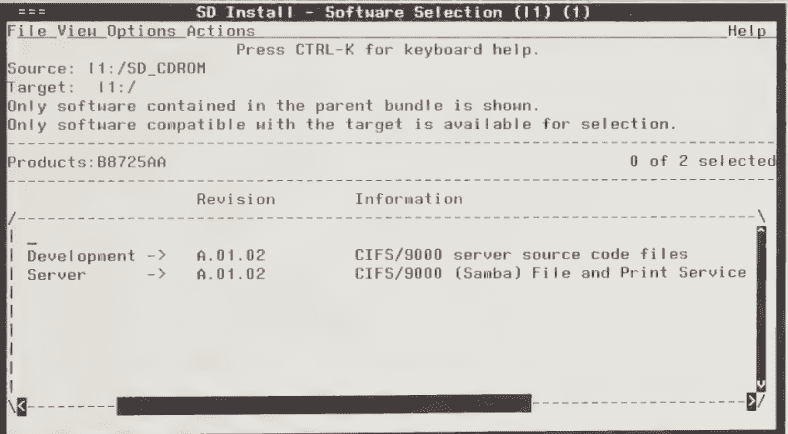 === SD Install - Software Selection (l1) (1)
File View Options Actions Help
Press CTRL-K for keyboard help.
Source: l1:/SD_CDROM
Target: l1:/
Only software contained in the parent bundle is shown.
Only software compatible with the target is available for selection.
Products:B8725AA 0 of 2 selected
Revision Information
Development -> A.01.02 CIFS/9000 server source code files
Server -> A.01.02 CIFS/9000 (Samba) File and Print Service